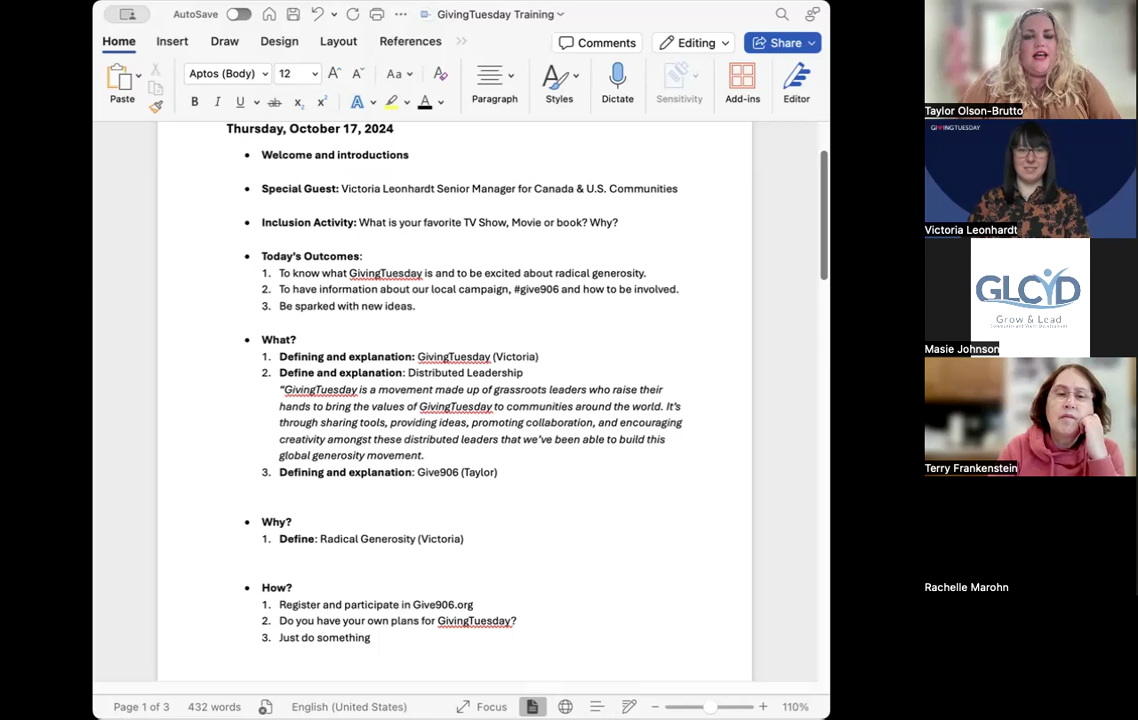 AutoSave
GivingTuesday Training
Home Insert Draw Design Layout References
Comments Editing Share
Paste
Aptos (Body) 12
Aa
B I U ab x₂ x² A A
Paragraph Styles Dictate Sensitivity Add-ins Editor
Thursday, October 17, 2024
• Welcome and introductions
• Special Guest: Victoria Leonhardt Senior Manager for Canada & U.S. Communities
• Inclusion Activity: What is your favorite TV Show, Movie or book? Why?
• Today's Outcomes:
1. To know what GivingTuesday is and to be excited about radical generosity.
2. To have information about our local campaign, #give906 and how to be involved.
3. Be sparked with new ideas.
• What?
1. Defining and explanation: GivingTuesday (Victoria)
2. Define and explanation: Distributed Leadership
"GivingTuesday is a movement made up of grassroots leaders who raise their
hands to bring the values of GivingTuesday to communities around the world. It's
through sharing tools, providing ideas, promoting collaboration, and encouraging
creativity amongst these distributed leaders that we've been able to build this
global generosity movement.
3. Defining and explanation: Give906 (Taylor)
• Why?
1. Define: Radical Generosity (Victoria)
• How?
1. Register and participate in Give906.org
2. Do you have your own plans for GivingTuesday?
3. Just do something
Page 1 of 3 432 words English (United States) Focus 110%
Taylor Olson-Brutto
GIVINGTUESDAY
Victoria Leonhardt
GLCYD
Grow & Lead
Masie Johnson
Terry Frankenstein
Rachelle Marohn